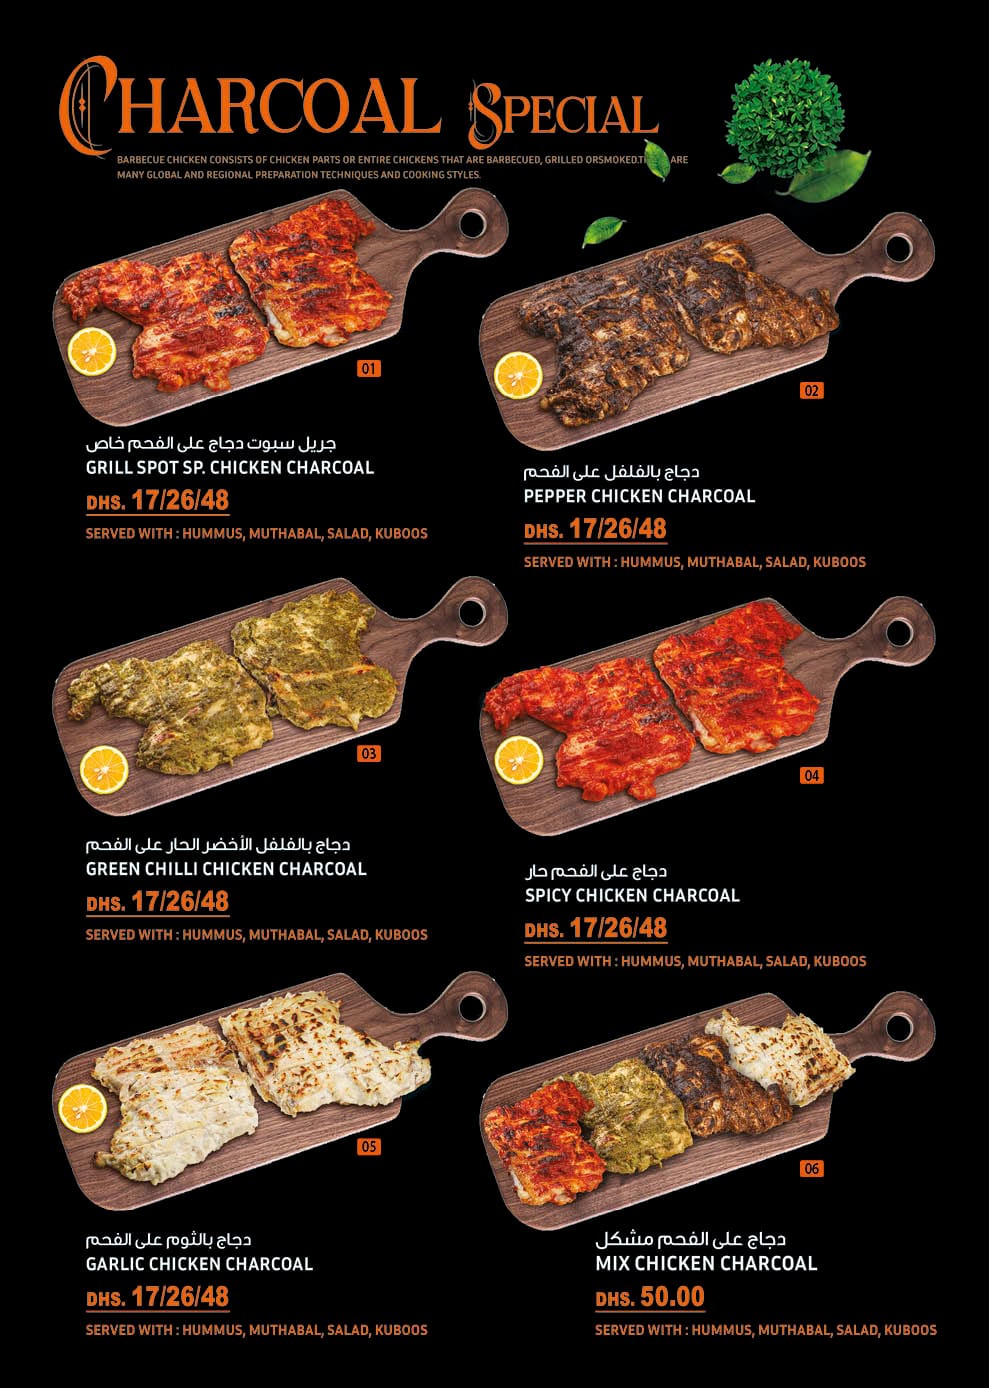 CHARCOAL SPECIAL
BARBECUE CHICKEN CONSISTS OF CHICKEN PARTS OR ENTIRE CHICKENS THAT ARE BARBECUED, GRILLED ORSMOKED. ARE
MANY GLOBAL AND REGIONAL PREPARATION TECHNIQUES AND COOKING STYLES.
01
جريل سبوت دجاج على الفحم خاص
GRILL SPOT SP. CHICKEN CHARCOAL
DHS. 17/26/48
SERVED WITH : HUMMUS, MUTHABAL, SALAD, KUBOOS
02
دجاج بالفلفل على الفحم
PEPPER CHICKEN CHARCOAL
DHS. 17/26/48
SERVED WITH : HUMMUS, MUTHABAL, SALAD, KUBOOS
03
دجاج بالفلفل الأخضر الحار على الفحم
GREEN CHILLI CHICKEN CHARCOAL
DHS. 17/26/48
SERVED WITH : HUMMUS, MUTHABAL, SALAD, KUBOOS
04
دجاج على الفحم حار
SPICY CHICKEN CHARCOAL
DHS. 17/26/48
SERVED WITH : HUMMUS, MUTHABAL, SALAD, KUBOOS
05
دجاج بالثوم على الفحم
GARLIC CHICKEN CHARCOAL
DHS. 17/26/48
SERVED WITH : HUMMUS, MUTHABAL, SALAD, KUBOOS
06
دجاج على الفحم مشكل
MIX CHICKEN CHARCOAL
DHS. 50.00
SERVED WITH : HUMMUS, MUTHABAL, SALAD, KUBOOS